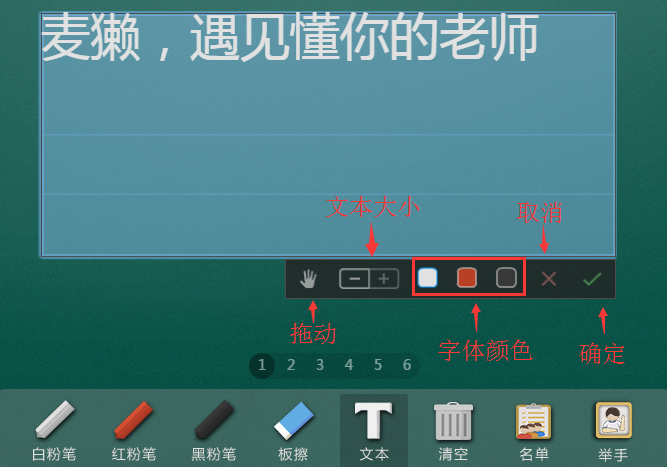 麦獭，遇见懂你的老师
文本大小
取消
拖动
字体颜色
确定
1 2 3 4 5 6
白粉笔 红粉笔 黑粉笔 板擦 文本 清空 名单 举手